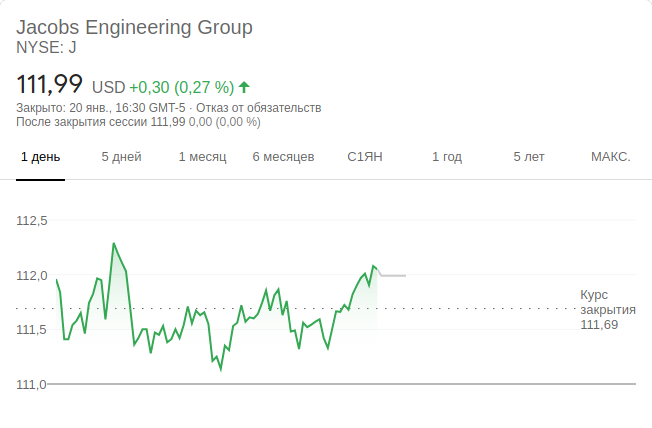 Jacobs Engineering Group
NYSE: J
111,99 USD +0,30 (0,27 %)
Закрыто: 20 янв., 16:30 GMT-5 · Отказ от обязательств
После закрытия сессии 111,99 0,00 (0,00 %)
1 день 5 дней 1 месяц 6 месяцев С1ЯН 1 год 5 лет МАКС.
112,5
112,0
Курс
закрытия
111,69
111,5
111,0